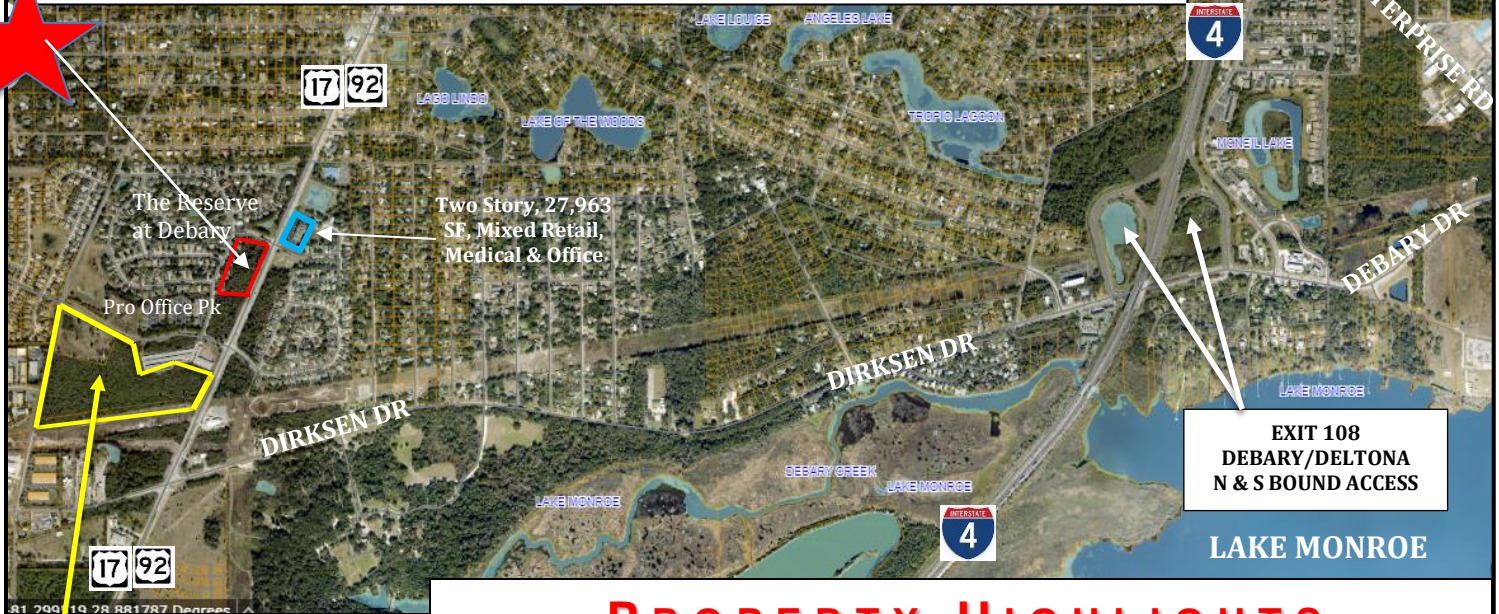 LAKE LOUISE
ANGELES LAKE
INTERSTATE
4
TERPRISE RD
17 92
LAGO LINDO
LAKE OF THE WOODS
TROPIC LAGOON
MCNEIL LAKE
The Reserve
at Debary
Two Story, 27,963
SF, Mixed Retail,
Medical & Office
Pro Office Pk
DEBARY DR
DIRKSEN DR
DIRKSEN DR
LAKE MONROE
EXIT 108
DEBARY/DELTONA
N & S BOUND ACCESS
DEBARY CREEK
LAKE MONROE
LAKE MONROE
INTERSTATE
4
LAKE MONROE
17 92
28.881787 Degrees
PROPERTY HIGHLIGHTS